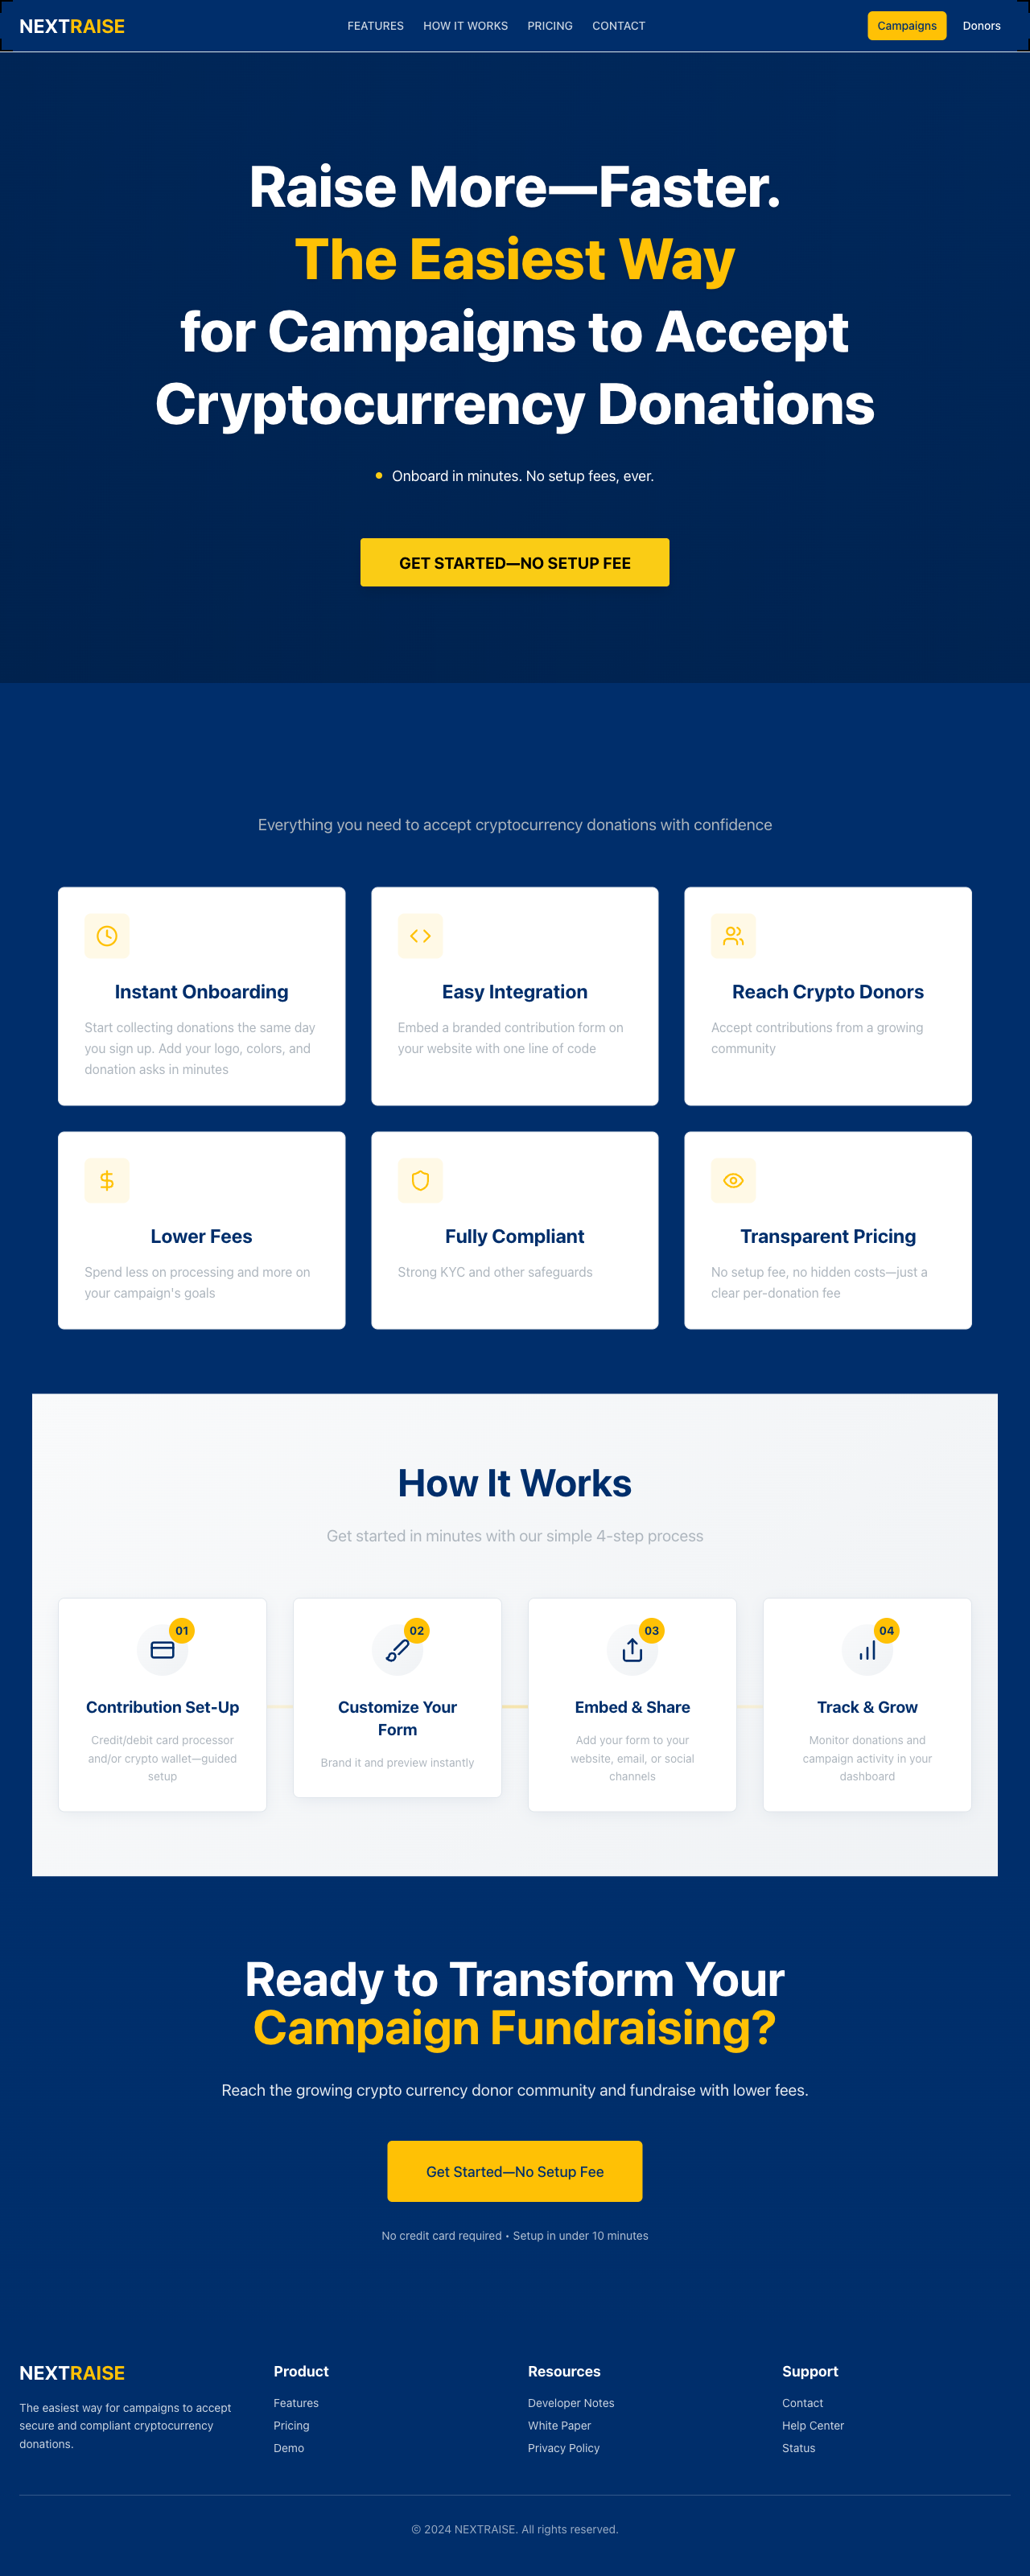 NEXTRAISE
FEATURES
HOW IT WORKS
PRICING
CONTACT
Campaigns
Donors
Raise More—Faster.
The Easiest Way
for Campaigns to Accept
Cryptocurrency Donations
Onboard in minutes. No setup fees, ever.
GET STARTED—NO SETUP FEE
Everything you need to accept cryptocurrency donations with confidence
Instant Onboarding
Start collecting donations the same day
you sign up. Add your logo, colors, and
donation asks in minutes
Easy Integration
Embed a branded contribution form on
your website with one line of code
Reach Crypto Donors
Accept contributions from a growing
community
Lower Fees
Spend less on processing and more on
your campaign's goals
Fully Compliant
Strong KYC and other safeguards
Transparent Pricing
No setup fee, no hidden costs—just a
clear per-donation fee
How It Works
Get started in minutes with our simple 4-step process
01
Contribution Set-Up
Credit/debit card processor
and/or crypto wallet—guided
setup
02
Customize Your
Form
Brand it and preview instantly
03
Embed & Share
Add your form to your
website, email, or social
channels
04
Track & Grow
Monitor donations and
campaign activity in your
dashboard
Ready to Transform Your
Campaign Fundraising?
Reach the growing crypto currency donor community and fundraise with lower fees.
Get Started—No Setup Fee
No credit card required • Setup in under 10 minutes
NEXTRAISE
The easiest way for campaigns to accept
secure and compliant cryptocurrency
donations.
Product
Features
Pricing
Demo
Resources
Developer Notes
White Paper
Privacy Policy
Support
Contact
Help Center
Status
© 2024 NEXTRAISE. All rights reserved.